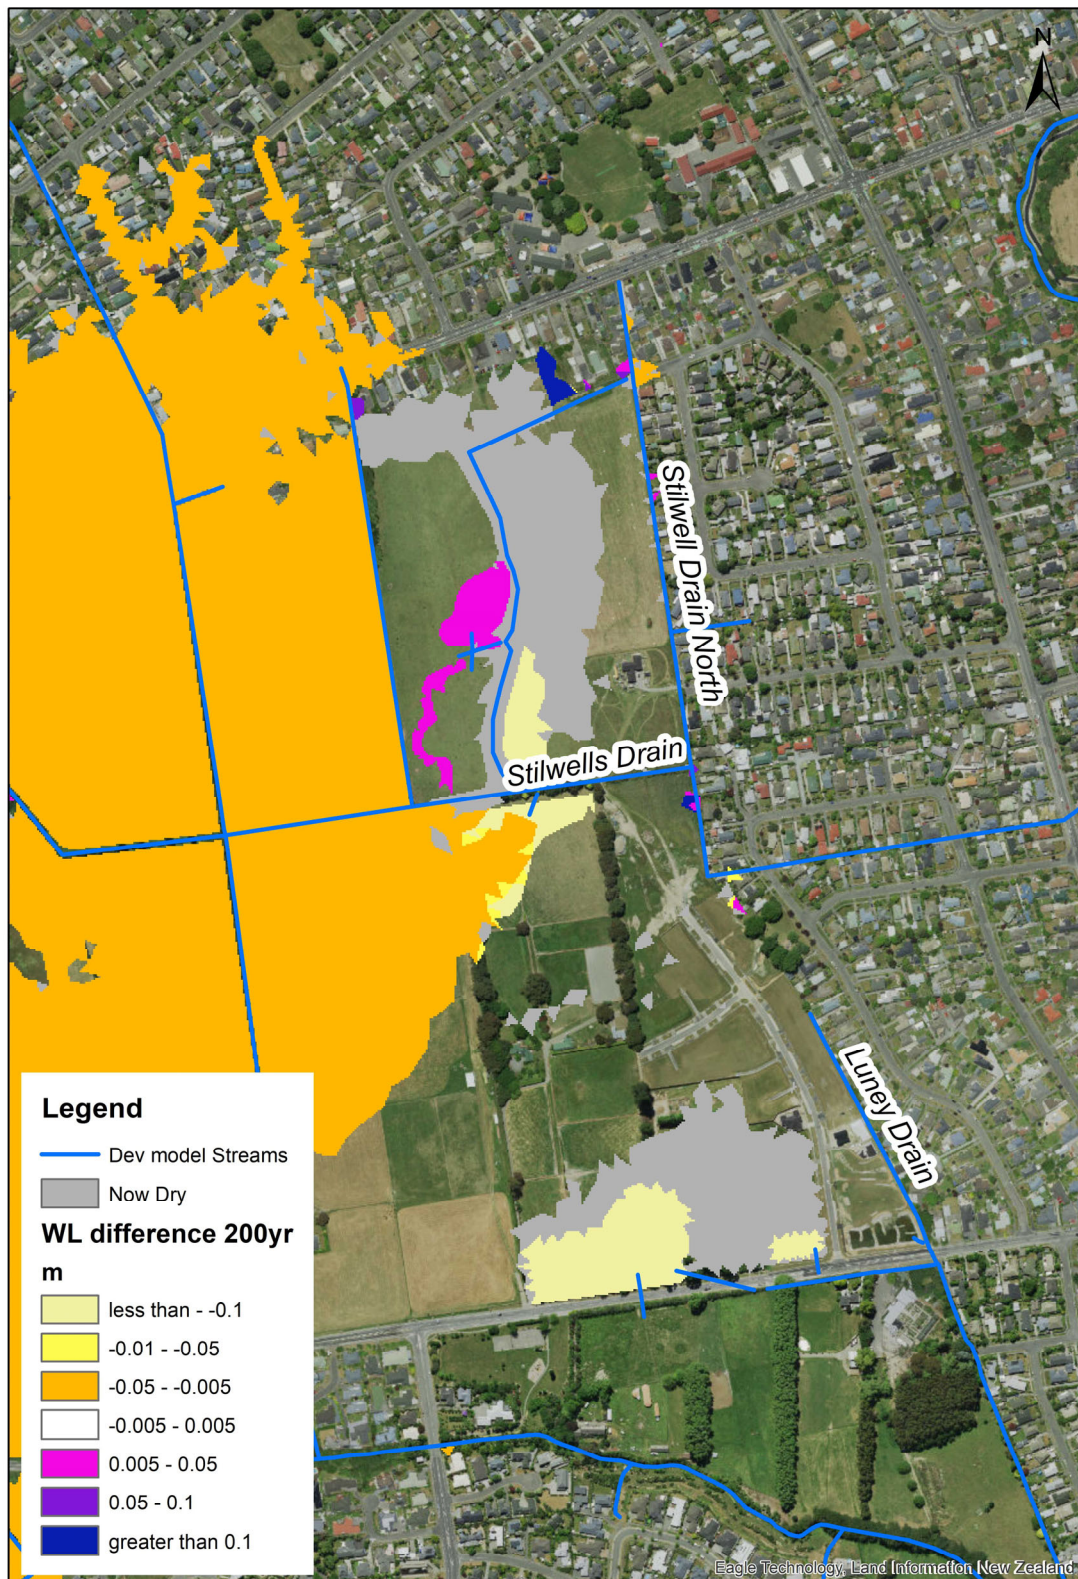 N
Stilwell Drain North
Stilwells Drain
Luney Drain
Legend
Dev model Streams
Now Dry
WL difference 200yr
m
less than - -0.1
-0.01 - -0.05
-0.05 - -0.005
-0.005 - 0.005
0.005 - 0.05
0.05 - 0.1
greater than 0.1
Eagle Technology, Land Information New Zealand